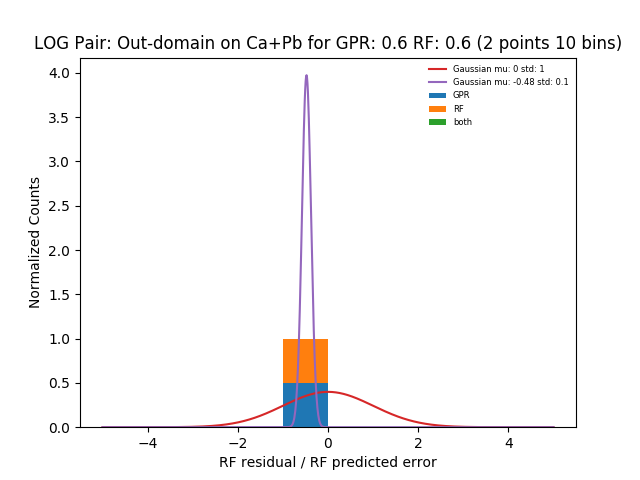 LOG Pair: Out-domain on Ca+Pb for GPR: 0.6 RF: 0.6 (2 points 10 bins)
Gaussian mu: 0 std: 1
Gaussian mu: -0.48 std: 0.1
GPR
RF
both
Normalized Counts
4.0
3.5
3.0
2.5
2.0
1.5
1.0
0.5
0.0
−4
−2
0
2
4
RF residual / RF predicted error